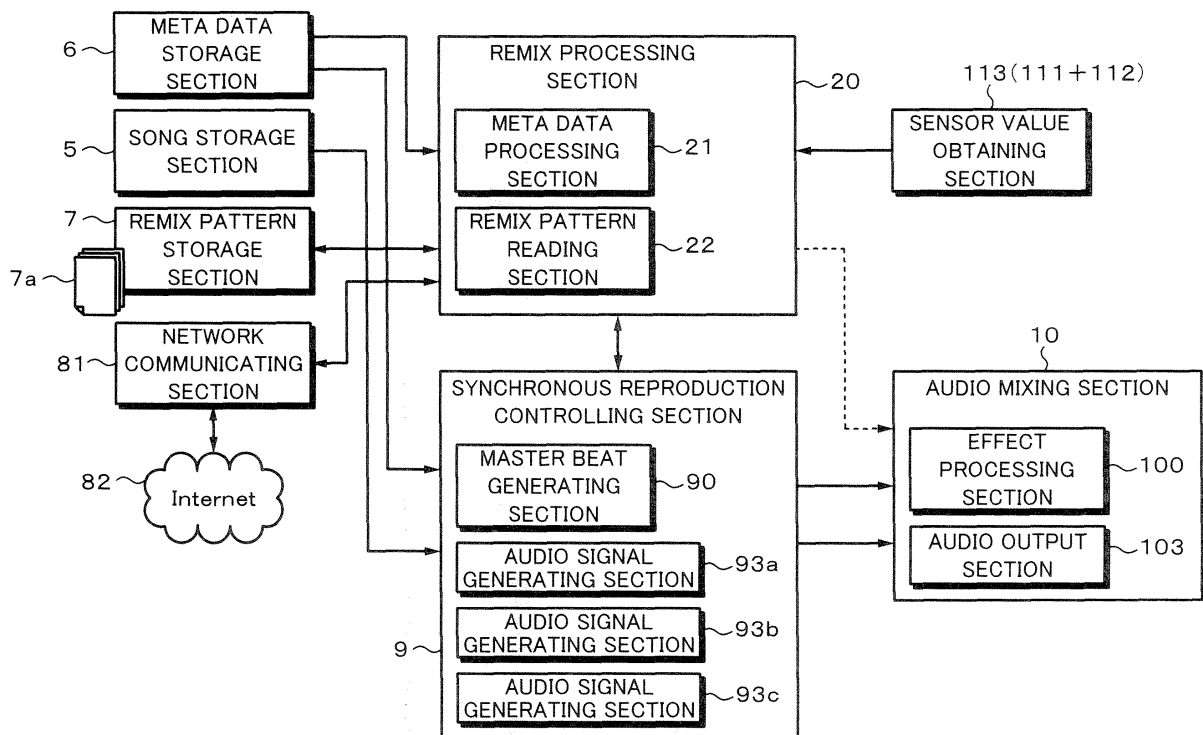 6
META DATA
STORAGE
SECTION
5
SONG STORAGE
SECTION
7
REMIX PATTERN
STORAGE
SECTION
7a
81
NETWORK
COMMUNICATING
SECTION
82
Internet
REMIX PROCESSING
SECTION
20
META DATA
PROCESSING
SECTION
21
REMIX PATTERN
READING
SECTION
22
113(111+112)
SENSOR VALUE
OBTAINING
SECTION
SYNCHRONOUS REPRODUCTION
CONTROLLING SECTION
9
MASTER BEAT
GENERATING
SECTION
90
AUDIO SIGNAL
GENERATING SECTION
93a
AUDIO SIGNAL
GENERATING SECTION
93b
AUDIO SIGNAL
GENERATING SECTION
93c
10
AUDIO MIXING SECTION
EFFECT
PROCESSING
SECTION
100
AUDIO OUTPUT
SECTION
103